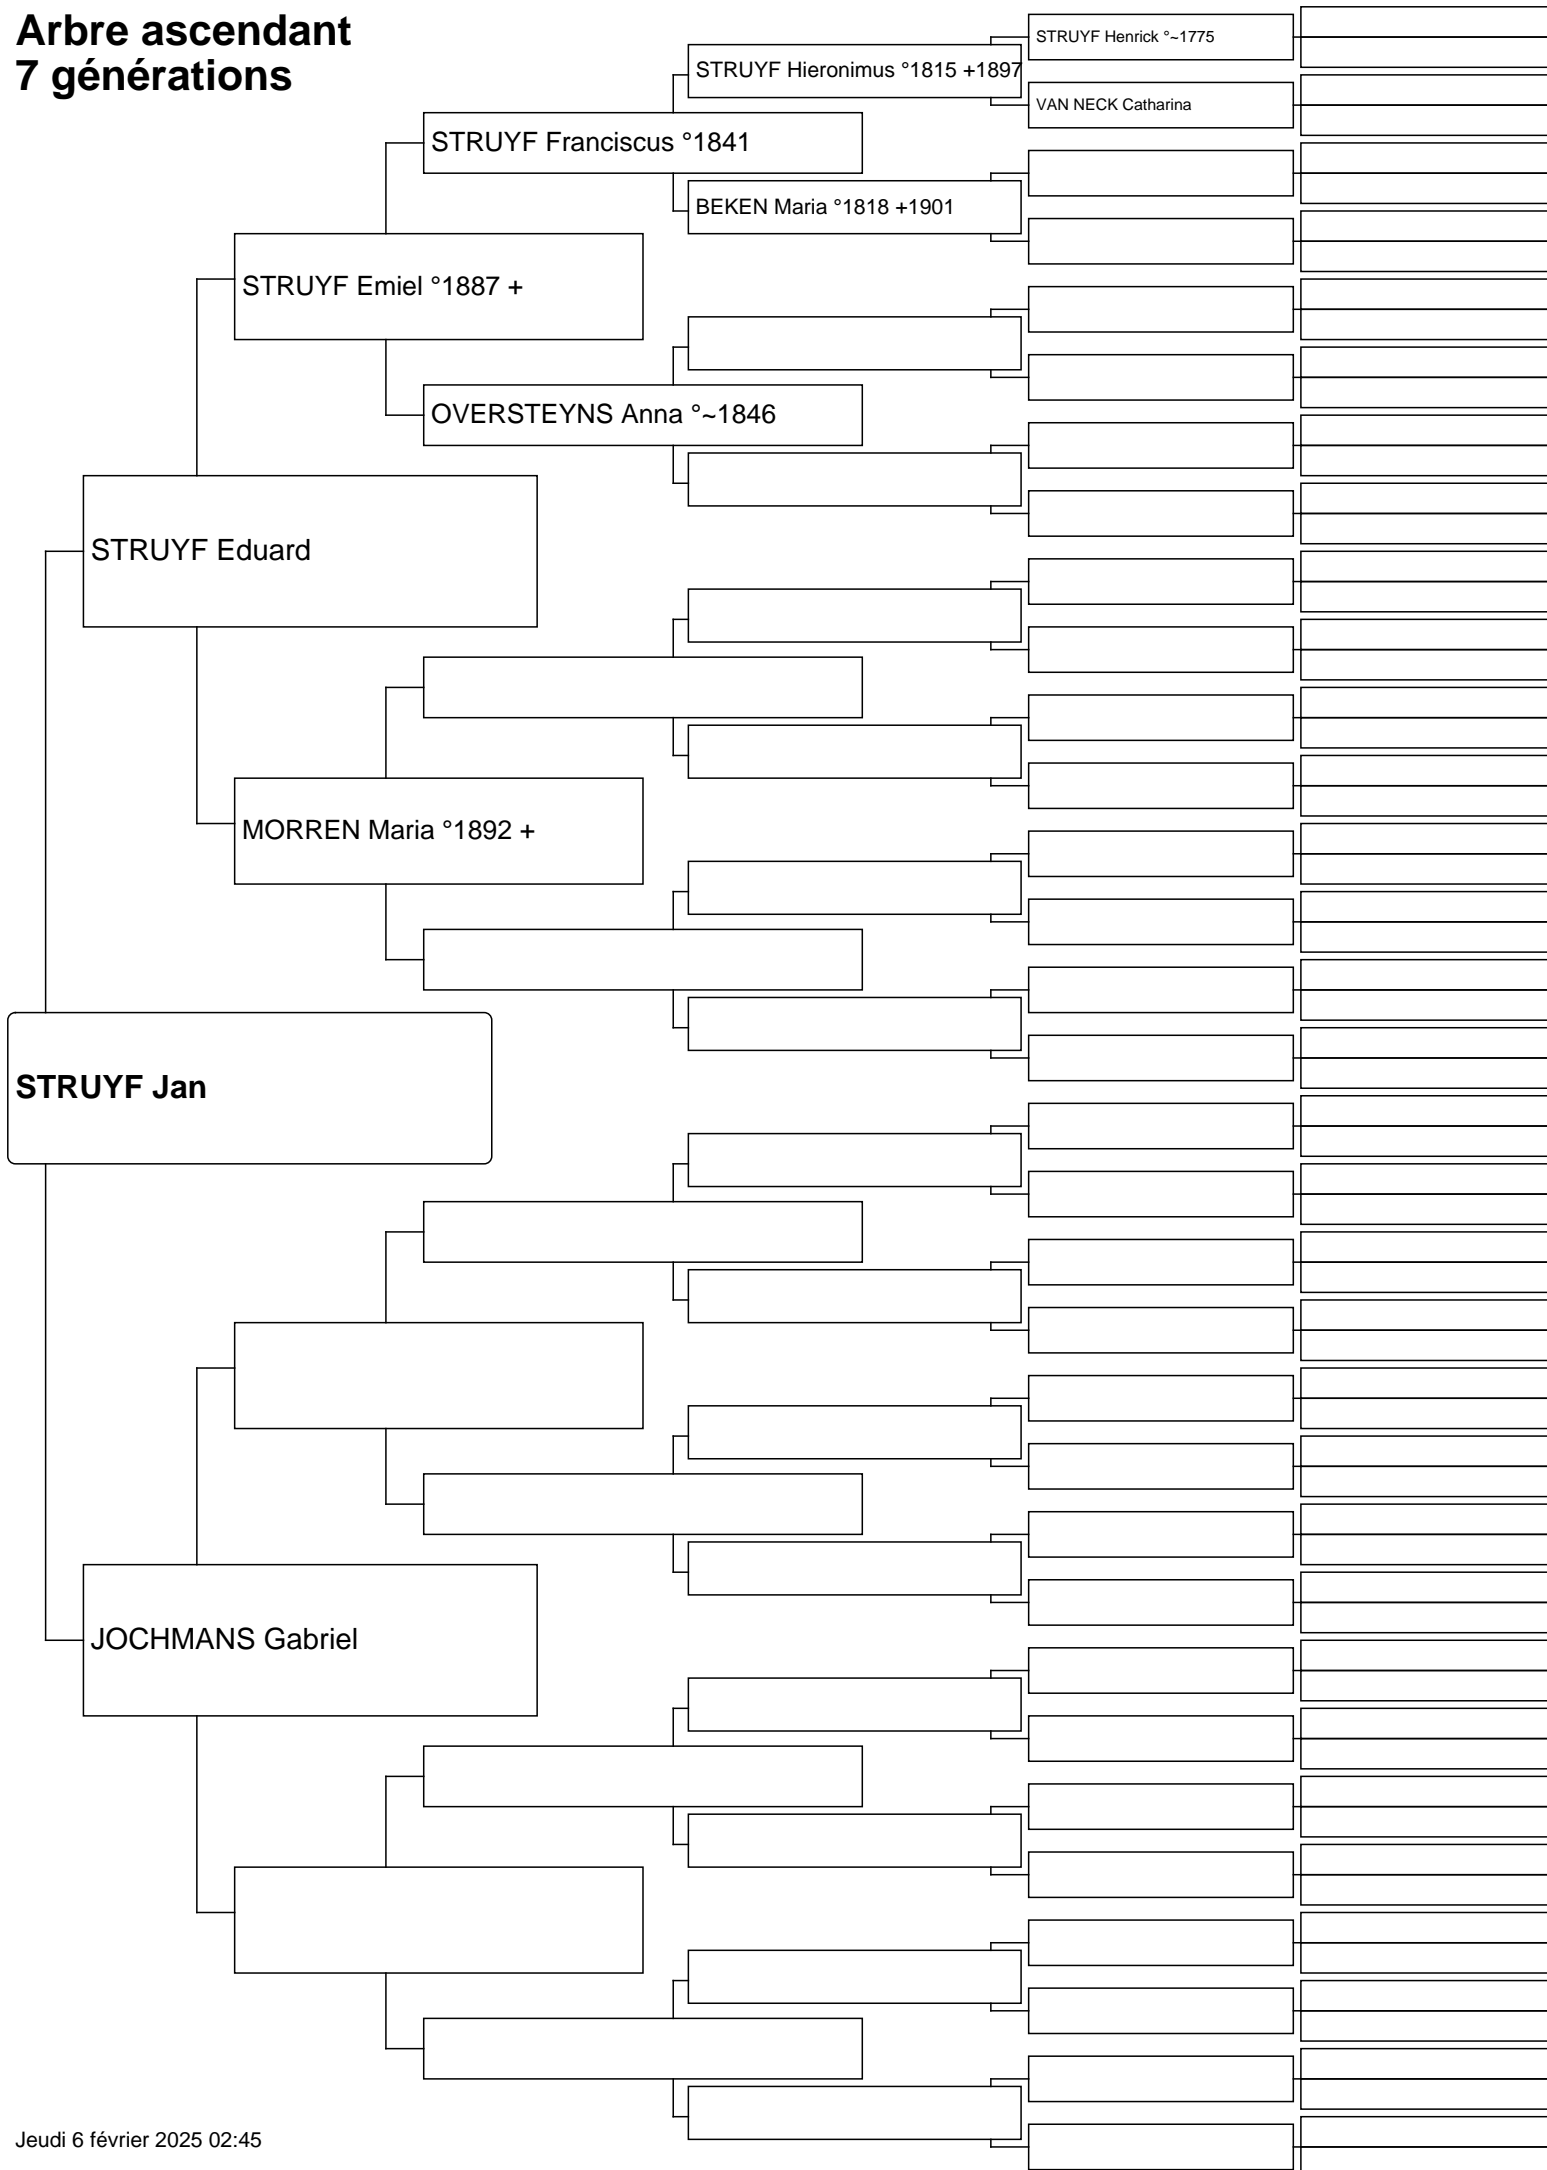 Arbre ascendant
7 générations
STRUYF Henrick °~1775
STRUYF Hieronimus °1815 +1897
VAN NECK Catharina
STRUYF Franciscus °1841
BEKEN Maria °1818 +1901
STRUYF Emiel °1887 +
OVERSTEYNS Anna °~1846
STRUYF Eduard
MORREN Maria °1892 +
STRUYF Jan
JOCHMANS Gabriel
Jeudi 6 février 2025 02:45